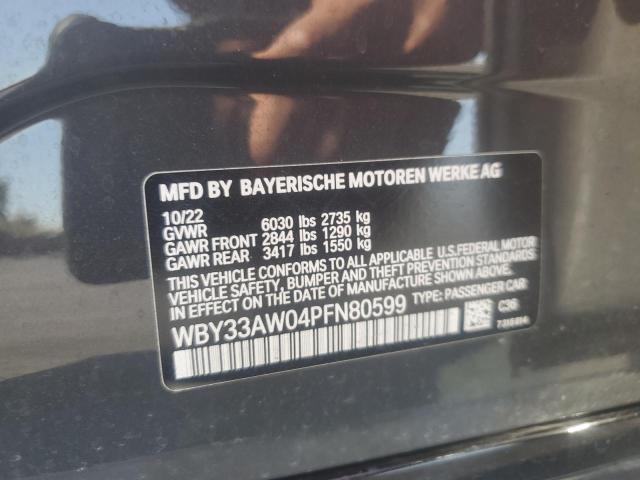 MFD BY BAYERISCHE MOTOREN WERKE AG
10/22
GVWR 6030 lbs 2735 kg
GAWR FRONT 2844 lbs 1290 kg
GAWR REAR 3417 lbs 1550 kg
THIS VEHICLE CONFORMS TO ALL APPLICABLE U.S. FEDERAL MOTOR
VEHICLE SAFETY, BUMPER, AND THEFT PREVENTION STANDARDS
IN EFFECT ON THE DATE OF MANUFACTURE SHOWN ABOVE.
WBY33AW04PFN80599 TYPE: PASSENGER CAR
C36